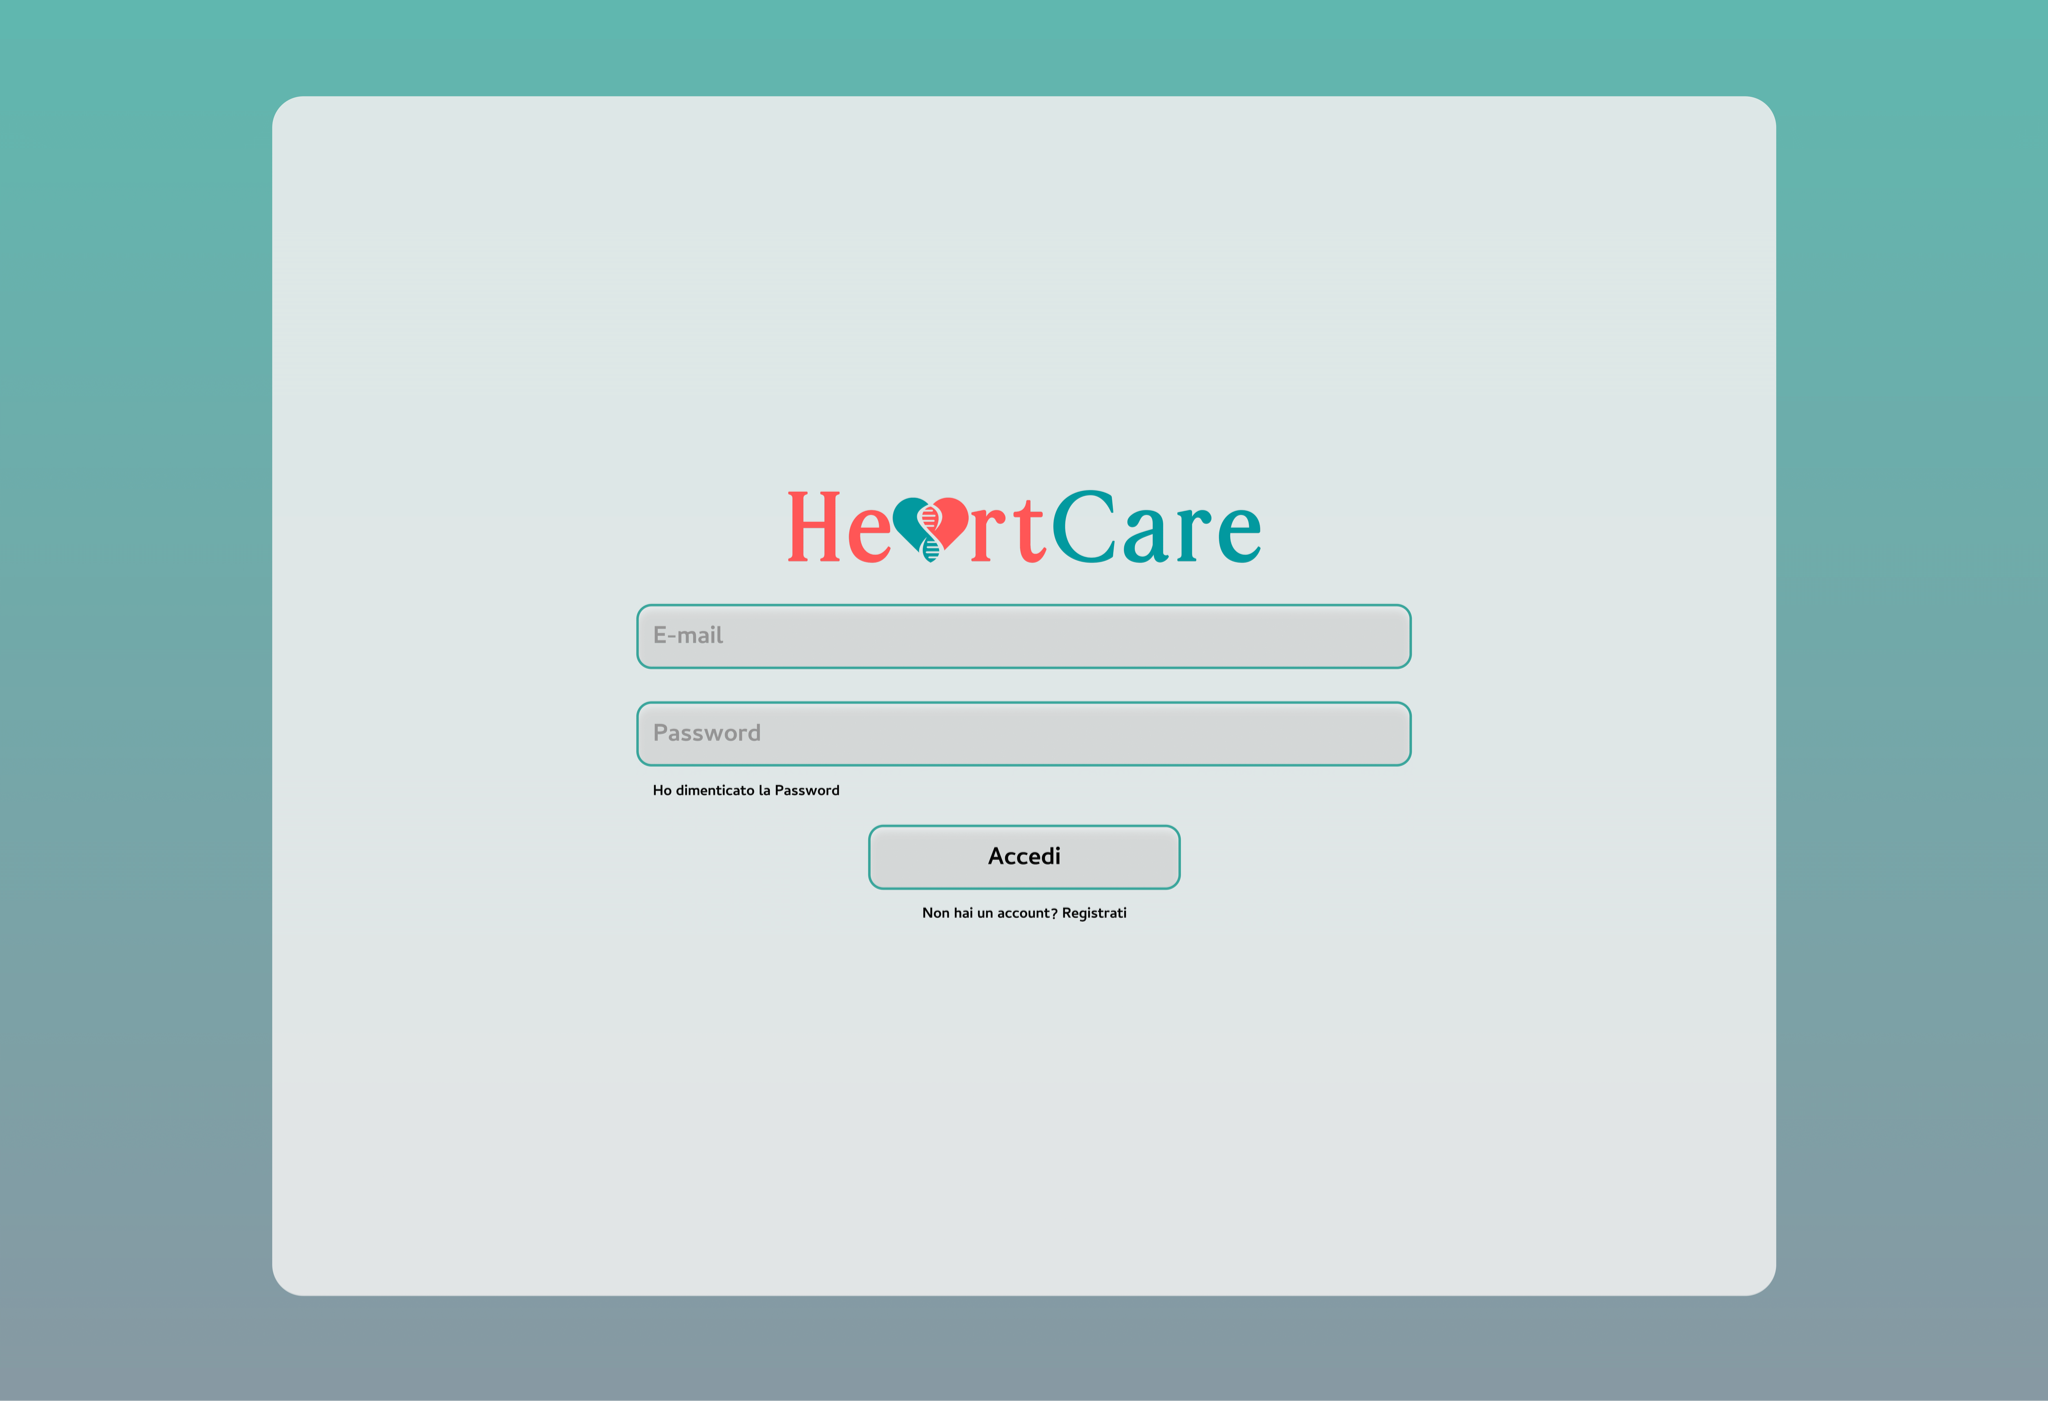 HeartCare
E-mail
Password
Ho dimenticato la Password
Accedi
Non hai un account? Registrati